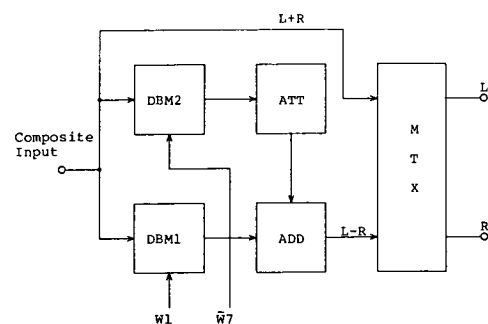 L+R
L
DBM2
ATT
M
T
X
Composite
Input
R
DBM1
ADD
L-R
W1
W̄7